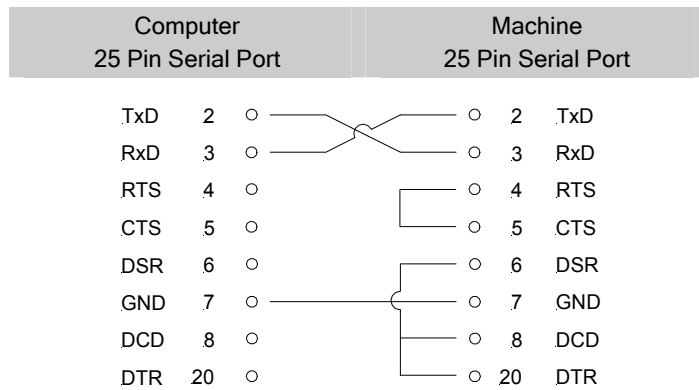 Computer Machine
25 Pin Serial Port 25 Pin Serial Port
TxD 2 2 TxD
RxD 3 3 RxD
RTS 4 4 RTS
CTS 5 5 CTS
DSR 6 6 DSR
GND 7 7 GND
DCD 8 8 DCD
DTR 20 20 DTR